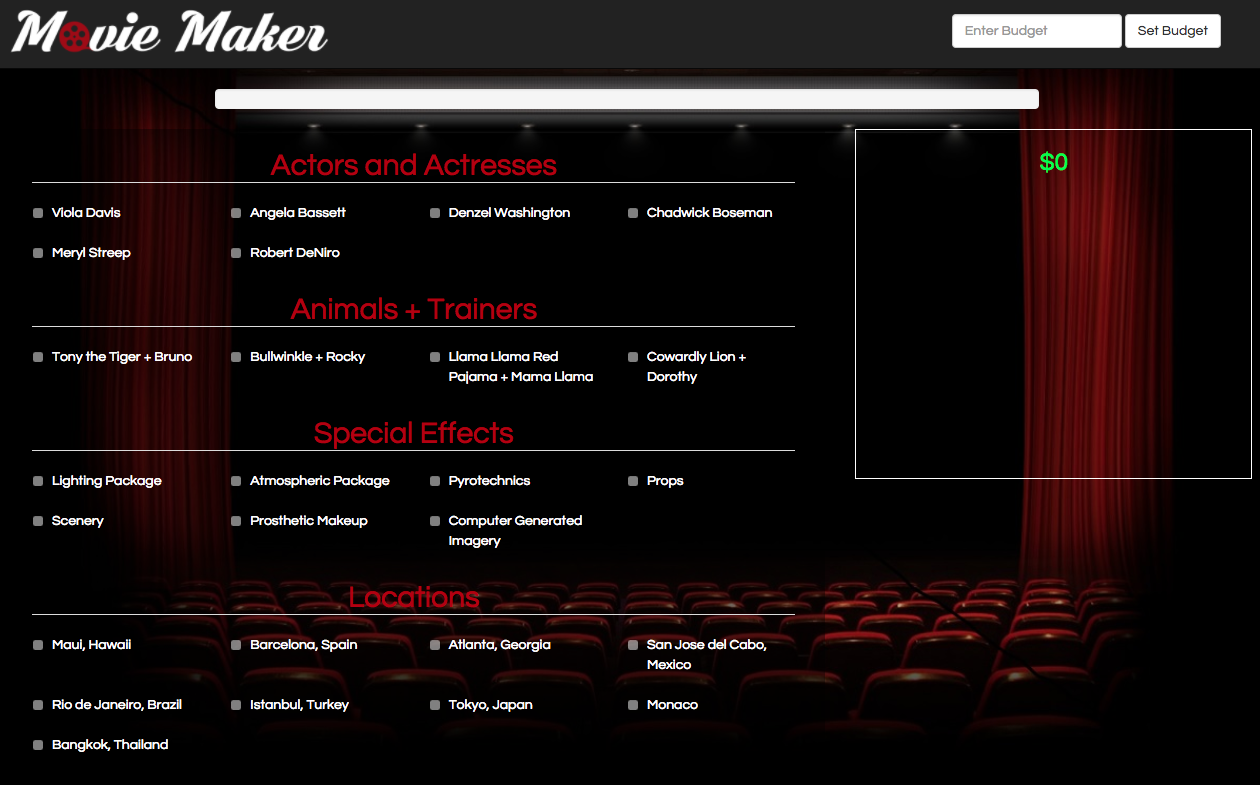 Movie Maker
Enter Budget
Set Budget
$0
Actors and Actresses
Viola Davis
Angela Bassett
Denzel Washington
Chadwick Boseman
Meryl Streep
Robert DeNiro
Animals + Trainers
Tony the Tiger + Bruno
Bullwinkle + Rocky
Llama Llama Red
Pajama + Mama Llama
Cowardly Lion +
Dorothy
Special Effects
Lighting Package
Atmospheric Package
Pyrotechnics
Props
Scenery
Prosthetic Makeup
Computer Generated
Imagery
Locations
Maui, Hawaii
Barcelona, Spain
Atlanta, Georgia
San Jose del Cabo,
Mexico
Rio de Janeiro, Brazil
Istanbul, Turkey
Tokyo, Japan
Monaco
Bangkok, Thailand